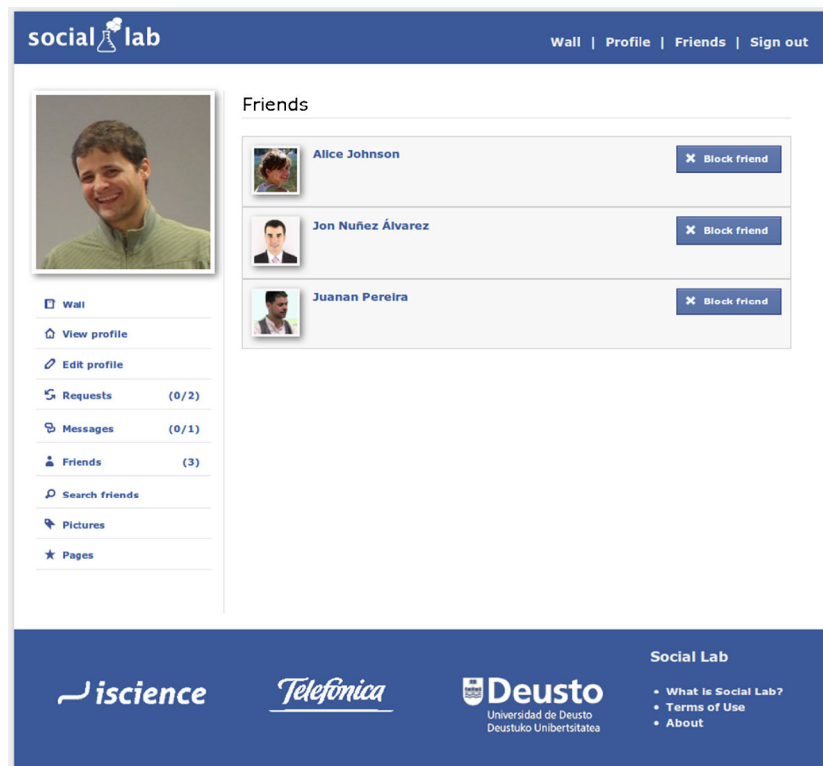 social lab
Wall | Profile | Friends | Sign out
Friends
Alice Johnson
Block friend
Jon Nuñez Álvarez
Block friend
Juanan Pereira
Block friend
Wall
View profile
Edit profile
Requests (0/2)
Messages (0/1)
Friends (3)
Search friends
Pictures
Pages
iscience
Telefónica
Deusto
Universidad de Deusto
Deustuko Unibertsitatea
Social Lab
• What is Social Lab?
• Terms of Use
• About